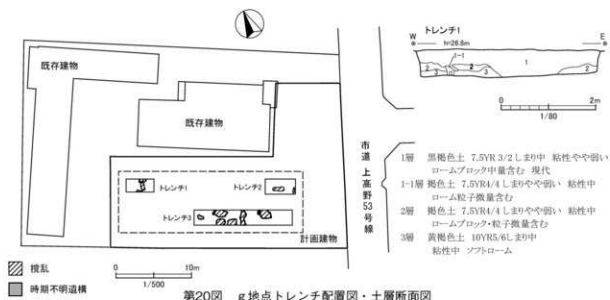 トレンチ1
W
E
h=28.8m
1-1
1
2
2
2
3
3
3
0
2m
1/80
既存建物
既存建物
市道 上高野53号線
トレンチ1
トレンチ2
トレンチ3
計画建物
1層 黒褐色土 7.5YR 3/2しまり中 粘性やや弱い
ロームブロック中量含む 現代
1-1層 褐色土 7.5YR4/4 しまりやや弱い 粘性中
ローム粒子微量含む
2層 褐色土 7.5YR4/4 しまりやや弱い 粘性中
ロームブロック・粒子微量含む
3層 黄褐色土 10YR5/6しまり中
粘性中 ソフトローム
撹乱
時期不明遺構
0
10m
1/500
第20図 g地点トレンチ配置図・土層断面図